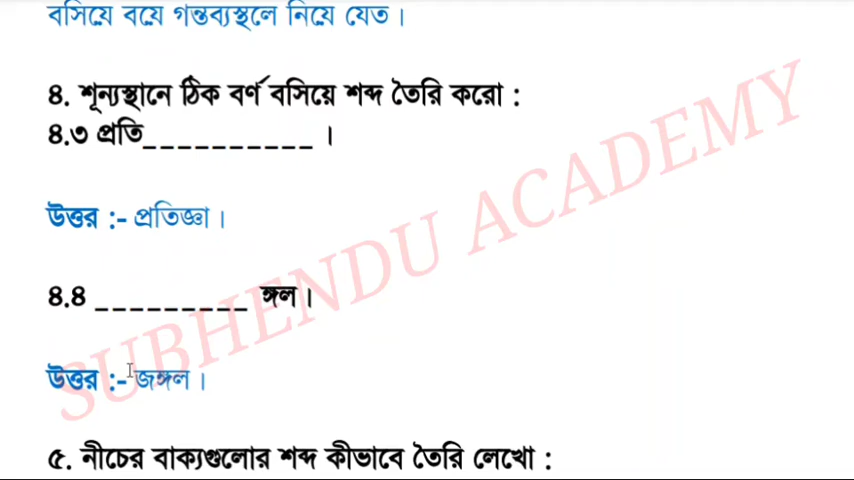 বসিয়ে বয়ে গন্তব্যস্থলে নিয়ে যেত।
৪. শূন্যস্থানে ঠিক বর্ণ বসিয়ে শব্দ তৈরি করো :
৪.৩ প্রতি__________ ।
উত্তর :- প্রতিজ্ঞা।
৪.৪ _________ ঙ্গল।
উত্তর :- জঙ্গল।
৫. নীচের বাক্যগুলোর শব্দ কীভাবে তৈরি লেখো :
SUBHENDU ACADEMY